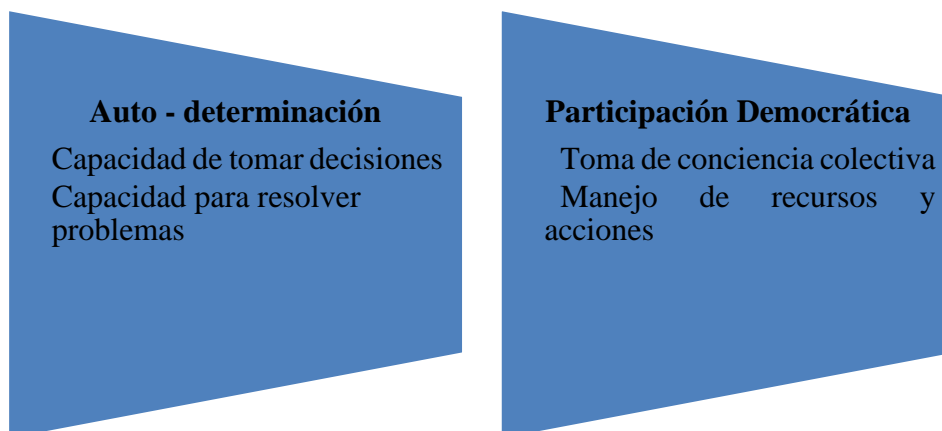 Auto - determinación
Capacidad de tomar decisiones
Capacidad para resolver
problemas
Participación Democrática
Toma de conciencia colectiva
Manejo de recursos y
acciones